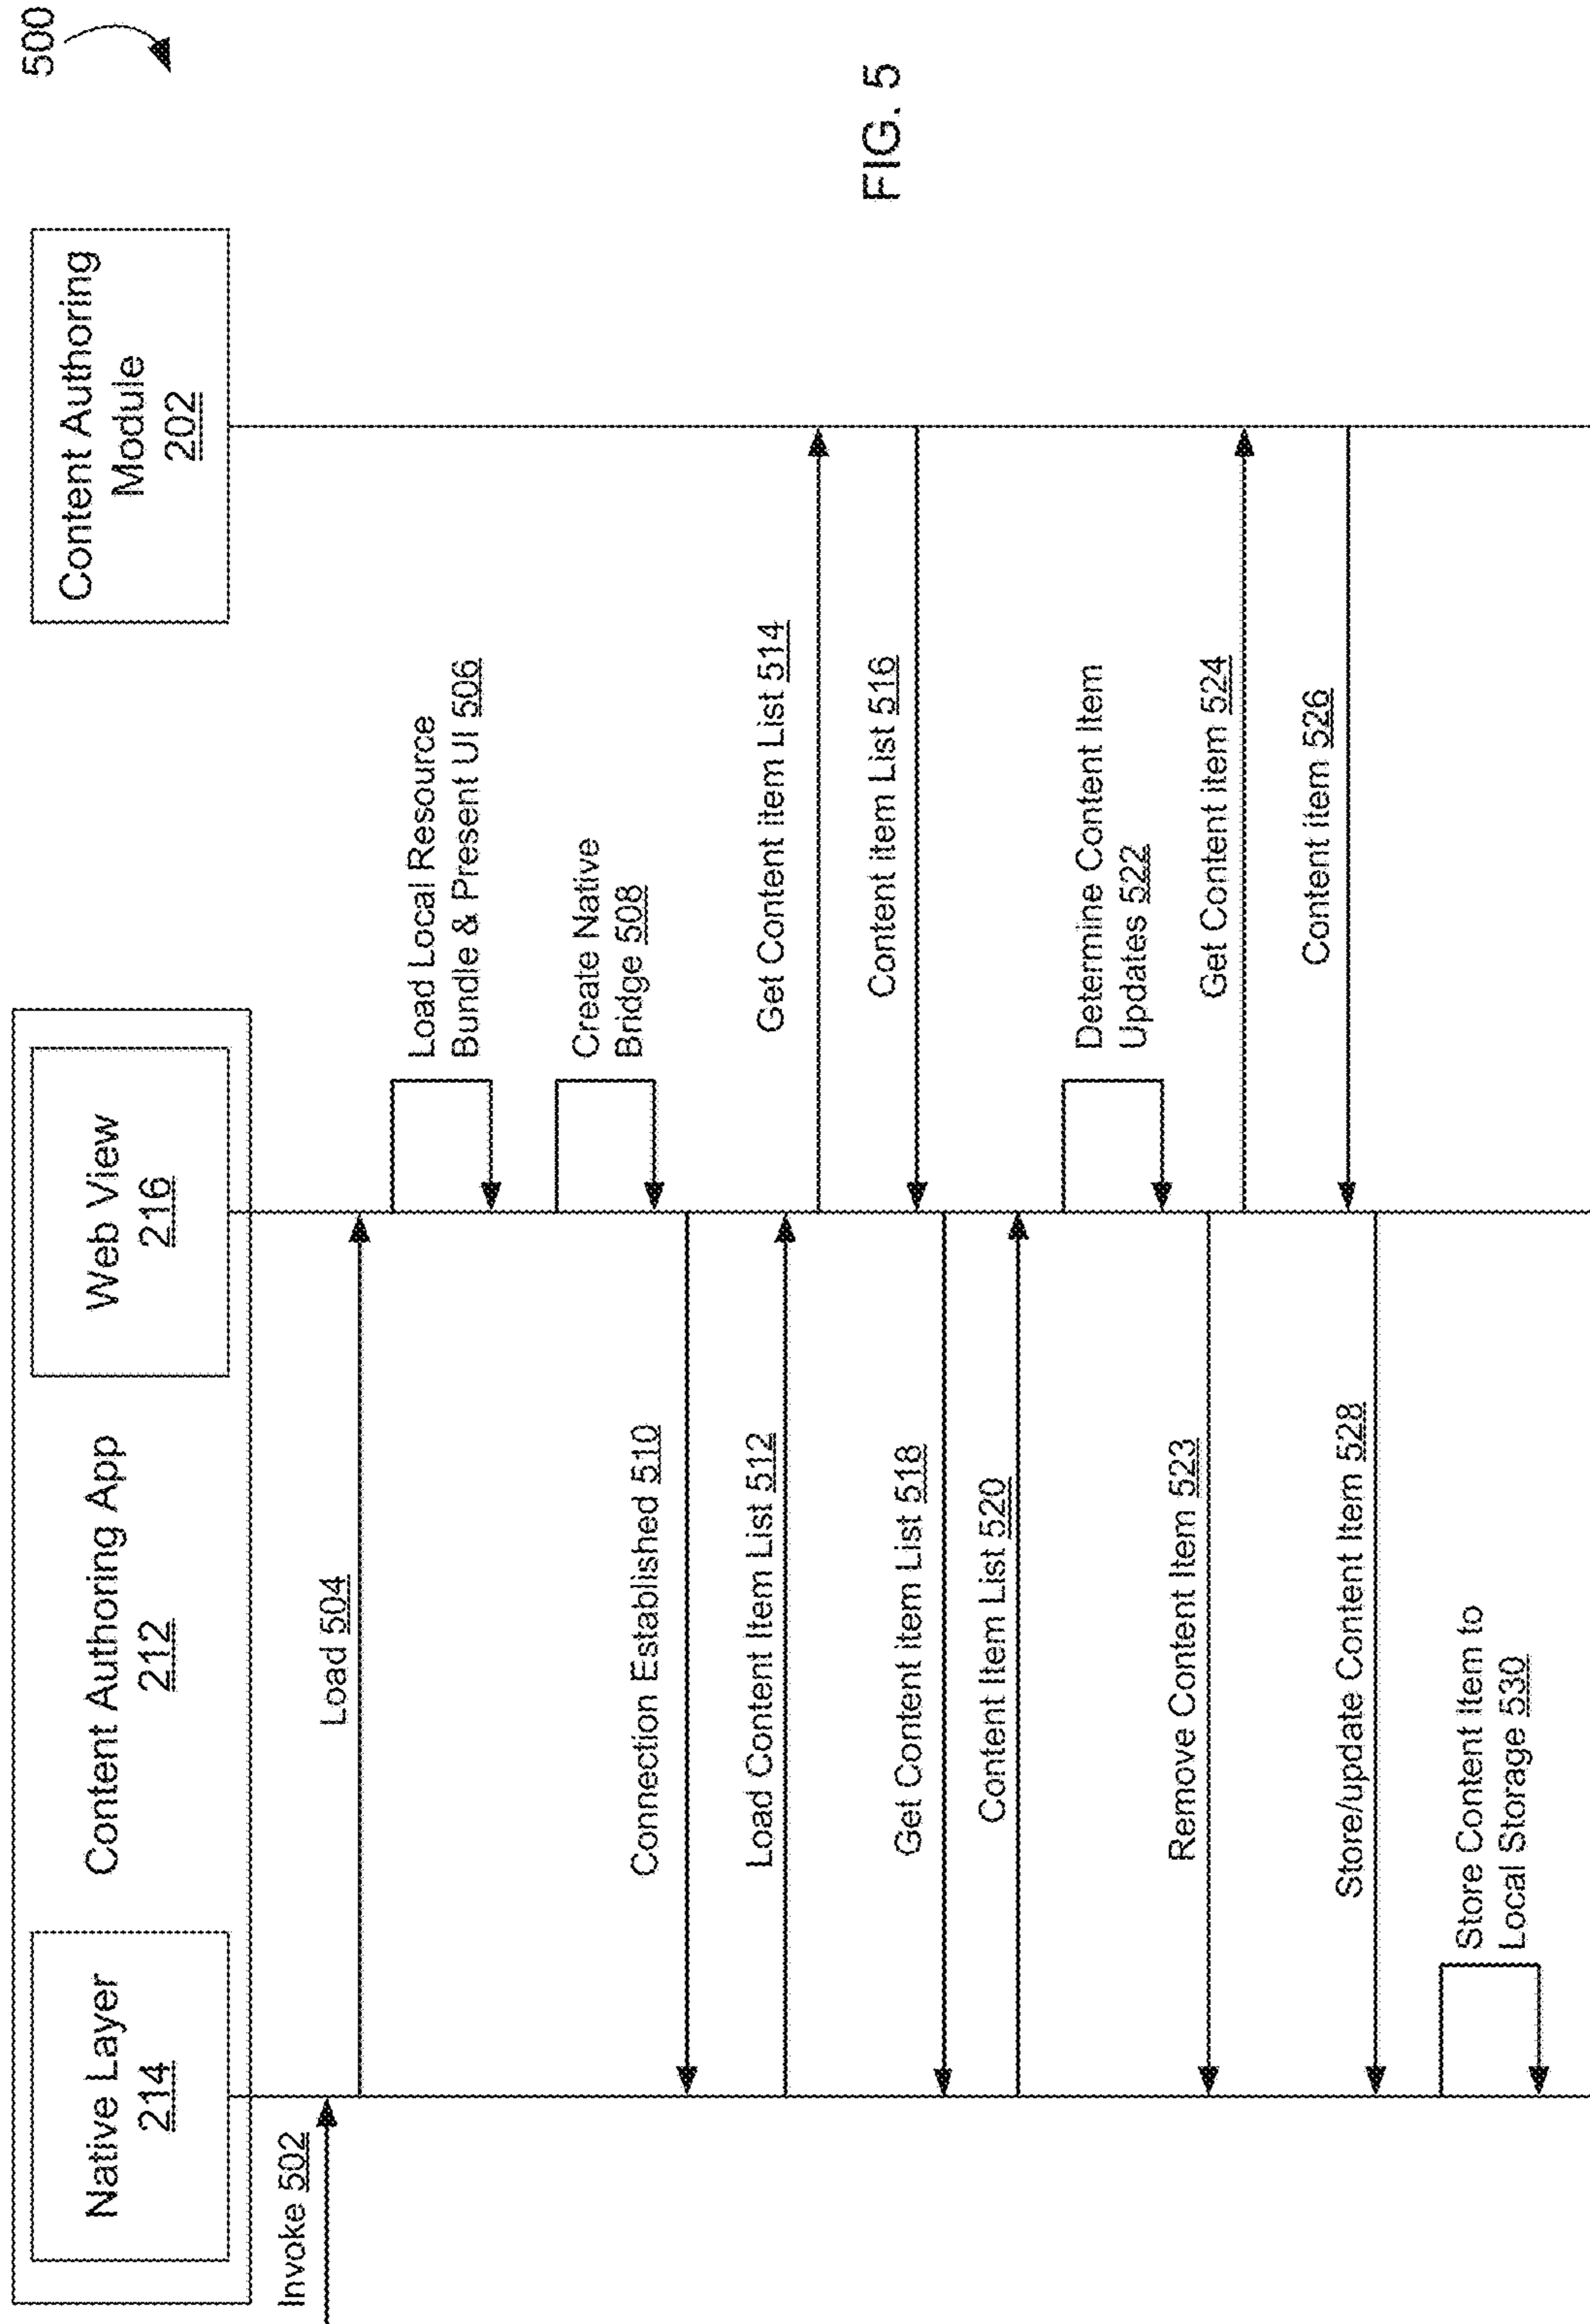 500
Content Authoring App
212
Native Layer
214
Web View
216
Content Authoring
Module
202
Invoke 502
Load 504
Load Local Resource
Bundle & Present UI 506
Create Native
Bridge 508
Connection Established 510
Load Content Item List 512
Get Content item List 514
Content item List 516
Get Content item List 518
Content Item List 520
Determine Content Item
Updates 522
Remove Content Item 523
Get Content item 524
Content item 526
Store/update Content Item 528
Store Content Item to
Local Storage 530
FIG. 5